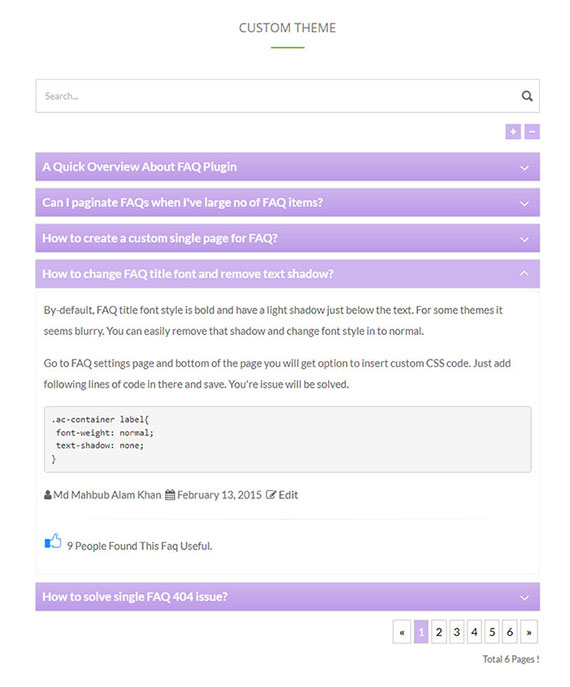 CUSTOM THEME
Search...
+ −
A Quick Overview About FAQ Plugin
Can I paginate FAQs when I've large no of FAQ items?
How to create a custom single page for FAQ?
How to change FAQ title font and remove text shadow?
By-default, FAQ title font style is bold and have a light shadow just below the text. For some themes it
seems blurry. You can easily remove that shadow and change font style in to normal.
Go to FAQ settings page and bottom of the page you will get option to insert custom CSS code. Just add
following lines of code in there and save. You're issue will be solved.
.ac-container label{
font-weight: normal;
text-shadow: none;
}
Md Mahbub Alam Khan February 13, 2015 Edit
9 People Found This Faq Useful.
How to solve single FAQ 404 issue?
« 1 2 3 4 5 6 »
Total 6 Pages !